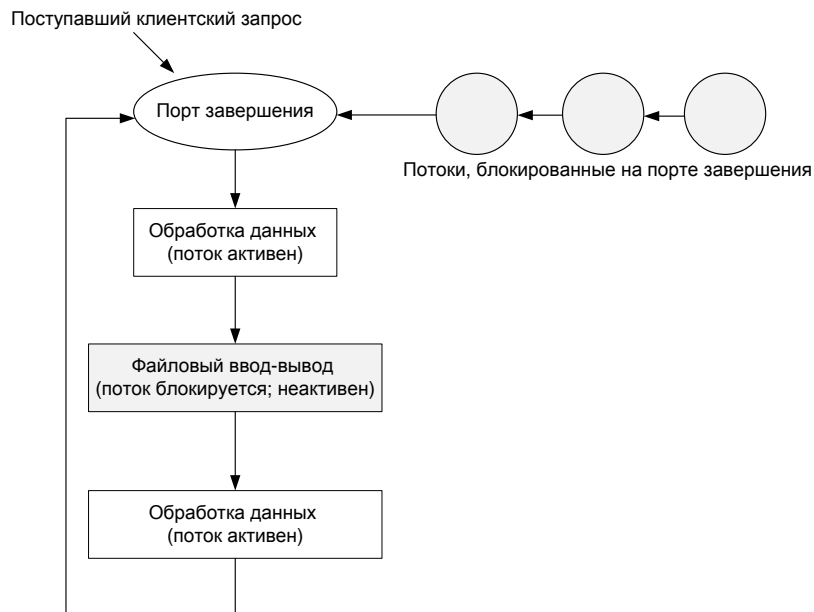 Поступавший клиентский запрос
Порт завершения
Потоки, блокированные на порте завершения
Обработка данных
(поток активен)
Файловый ввод-вывод
(поток блокируется; неактивен)
Обработка данных
(поток активен)